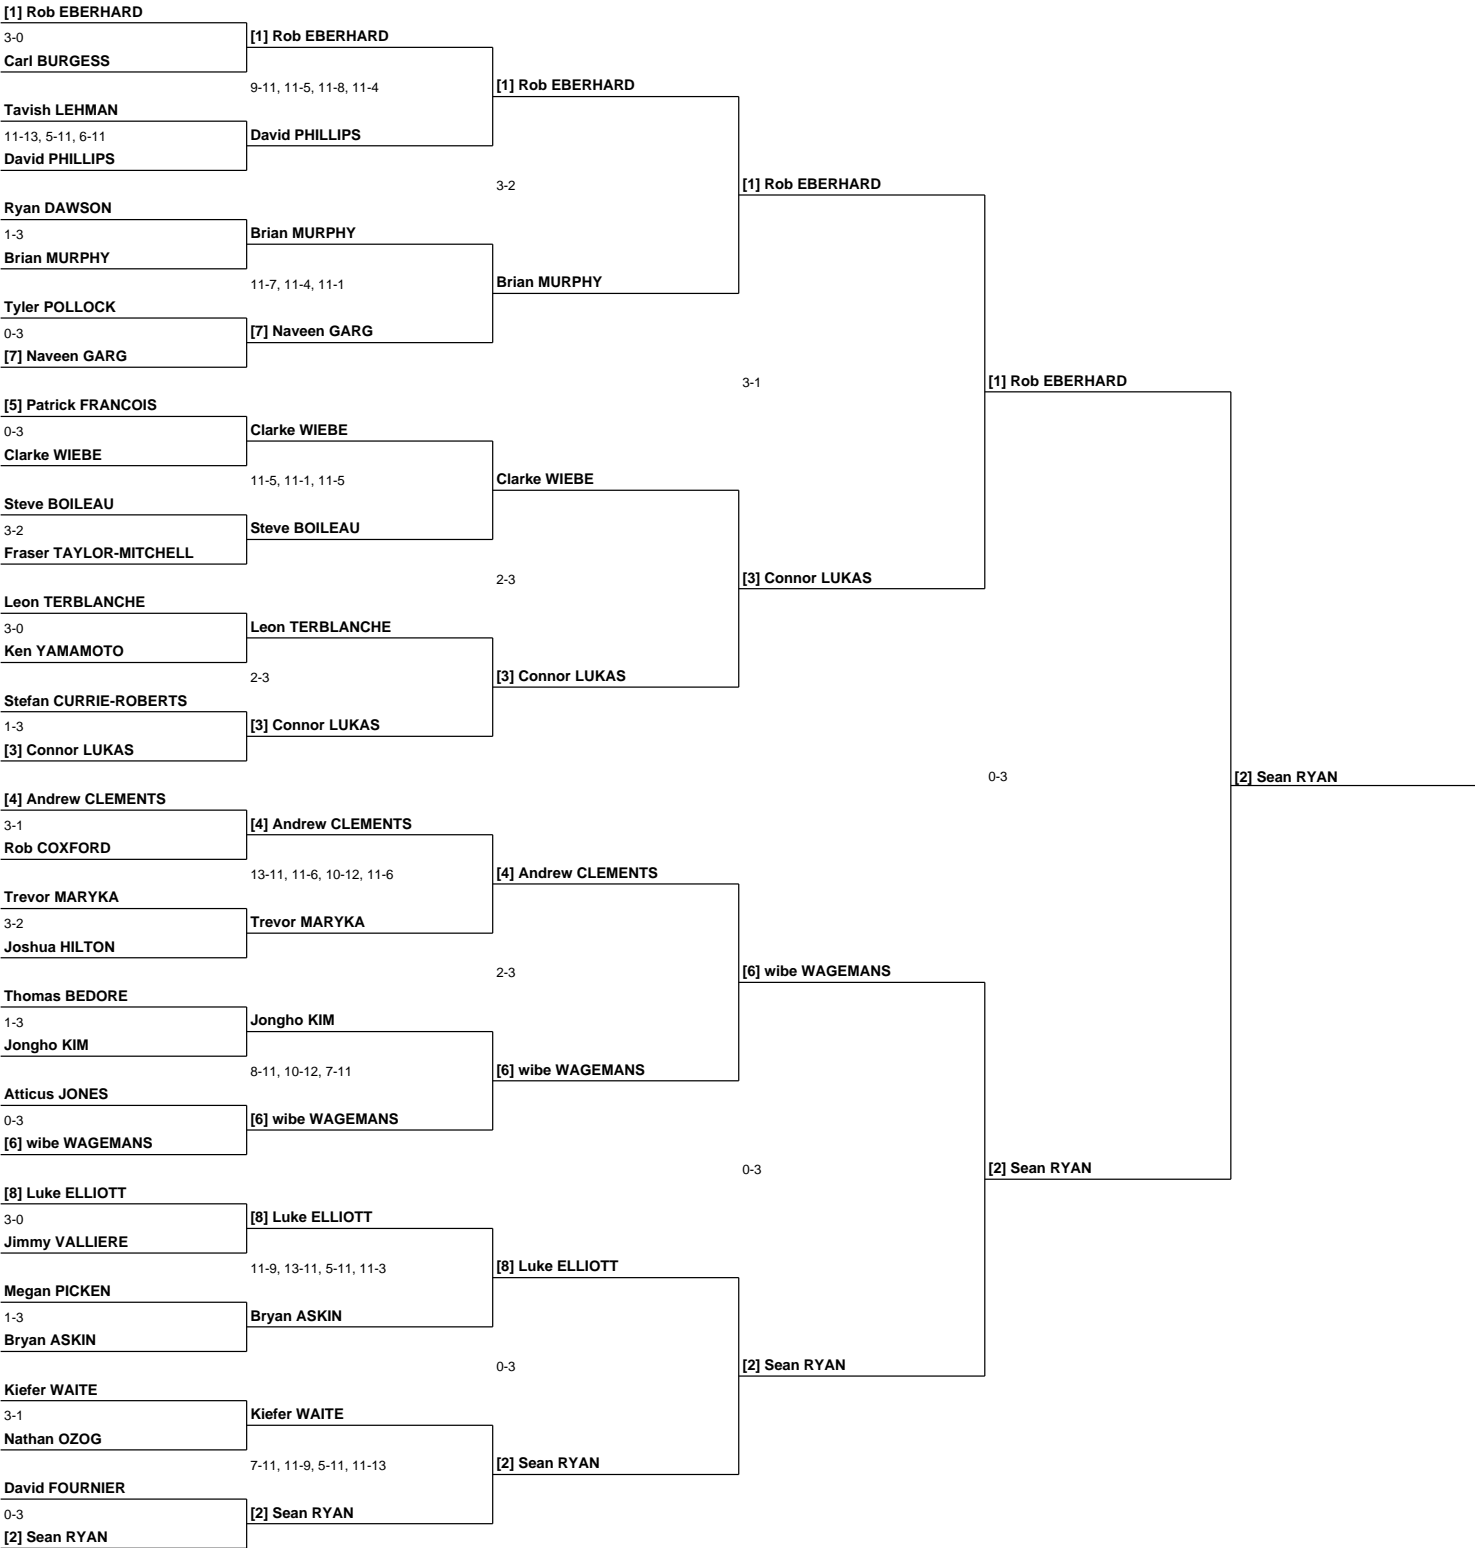 [1] Rob EBERHARD
3-0
Carl BURGESS
Tavish LEHMAN
11-13, 5-11, 6-11
David PHILLIPS
Ryan DAWSON
1-3
Brian MURPHY
Tyler POLLOCK
0-3
[7] Naveen GARG
[5] Patrick FRANCOIS
0-3
Clarke WIEBE
Steve BOILEAU
3-2
Fraser TAYLOR-MITCHELL
Leon TERBLANCHE
3-0
Ken YAMAMOTO
Stefan CURRIE-ROBERTS
1-3
[3] Connor LUKAS
[4] Andrew CLEMENTS
3-1
Rob COXFORD
Trevor MARYKA
3-2
Joshua HILTON
Thomas BEDORE
1-3
Jongho KIM
Atticus JONES
0-3
[6] wibe WAGEMANS
[8] Luke ELLIOTT
3-0
Jimmy VALLIERE
Megan PICKEN
1-3
Bryan ASKIN
Kiefer WAITE
3-1
Nathan OZOG
David FOURNIER
0-3
[2] Sean RYAN
[1] Rob EBERHARD
9-11, 11-5, 11-8, 11-4
David PHILLIPS
Brian MURPHY
11-7, 11-4, 11-1
[7] Naveen GARG
Clarke WIEBE
11-5, 11-1, 11-5
Steve BOILEAU
Leon TERBLANCHE
2-3
[3] Connor LUKAS
[4] Andrew CLEMENTS
13-11, 11-6, 10-12, 11-6
Trevor MARYKA
Jongho KIM
8-11, 10-12, 7-11
[6] wibe WAGEMANS
[8] Luke ELLIOTT
11-9, 13-11, 5-11, 11-3
Bryan ASKIN
Kiefer WAITE
7-11, 11-9, 5-11, 11-13
[2] Sean RYAN
[1] Rob EBERHARD
3-2
Brian MURPHY
Clarke WIEBE
2-3
[3] Connor LUKAS
[4] Andrew CLEMENTS
2-3
[6] wibe WAGEMANS
[8] Luke ELLIOTT
0-3
[2] Sean RYAN
[1] Rob EBERHARD
3-1
[3] Connor LUKAS
[6] wibe WAGEMANS
0-3
[2] Sean RYAN
[1] Rob EBERHARD
0-3
[2] Sean RYAN
[2] Sean RYAN